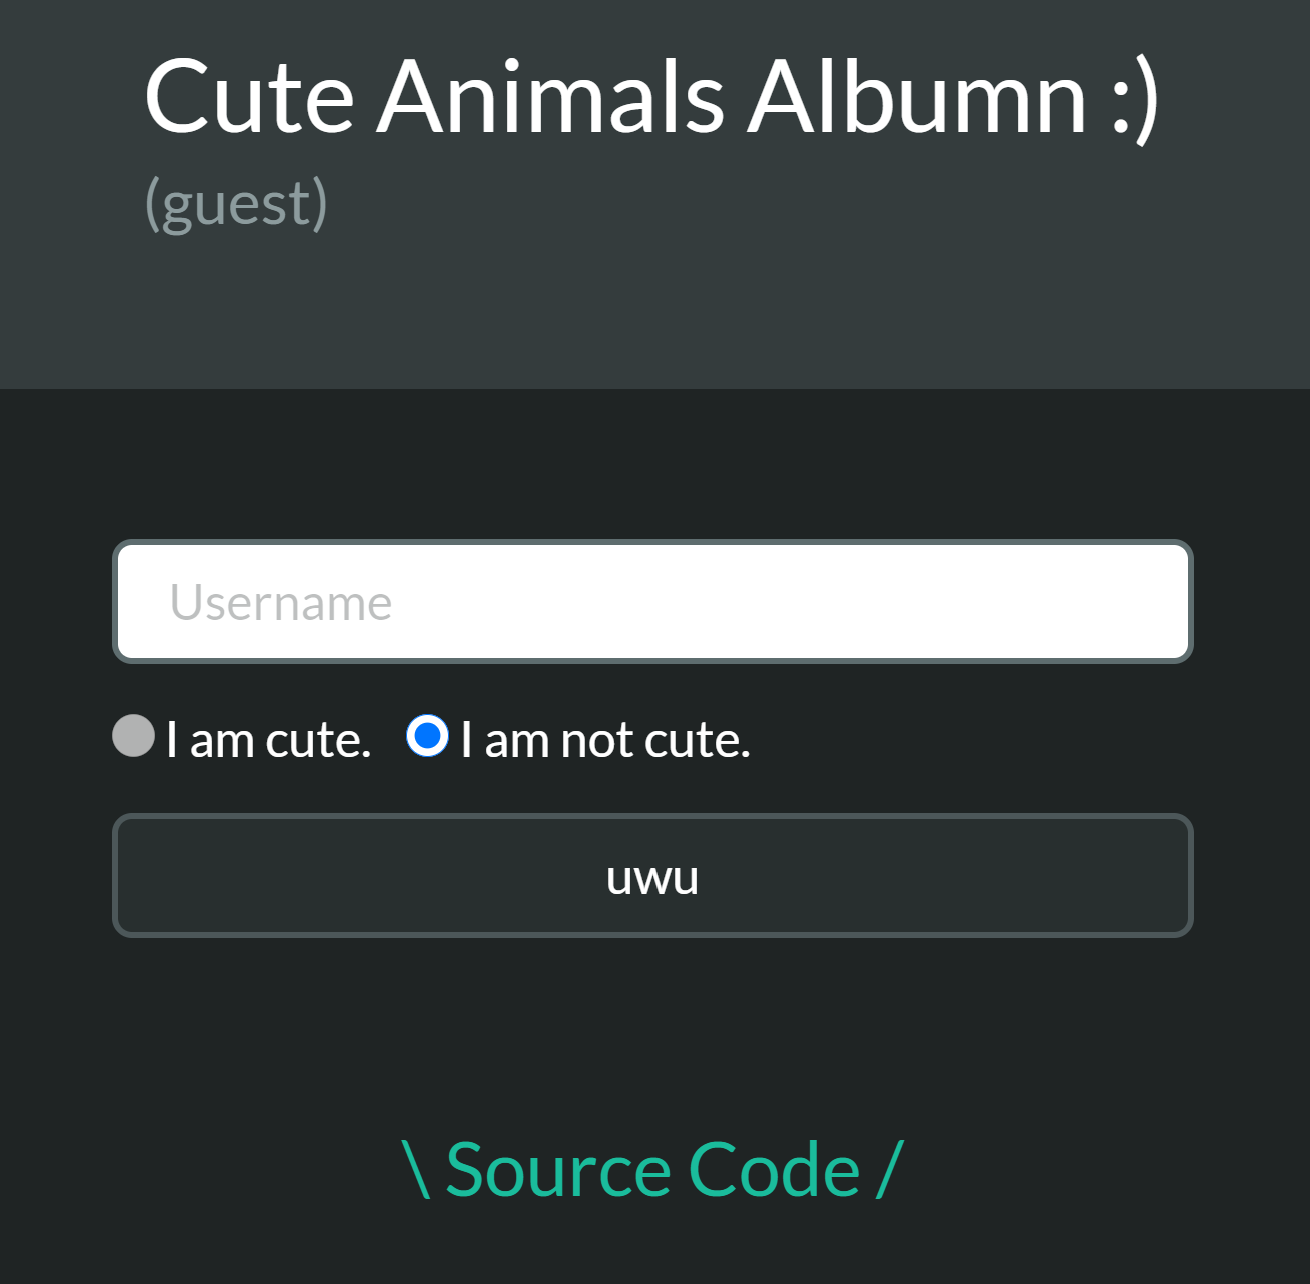 Cute Animals Albumn :)
(guest)
Username
I am cute. I am not cute.
uwu
\ Source Code /